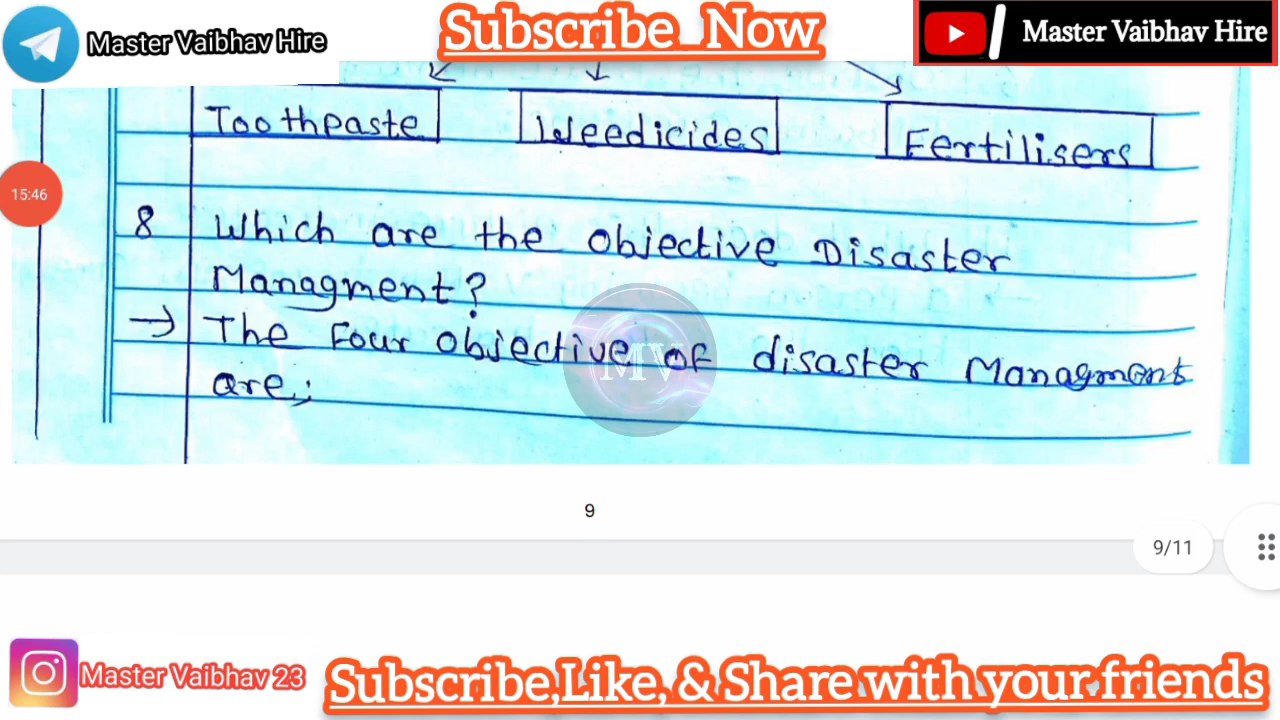 Master Vaibhav Hire
Subscribe Now
Master Vaibhav Hire
Toothpaste
Weedicides
Fertilisers
15:46
8 Which are the objective Disaster
Managment?
→ The Four objective of disaster Managment
are;
MV
9
9/11
Master Vaibhav 23
Subscribe,Like, & Share with your friends